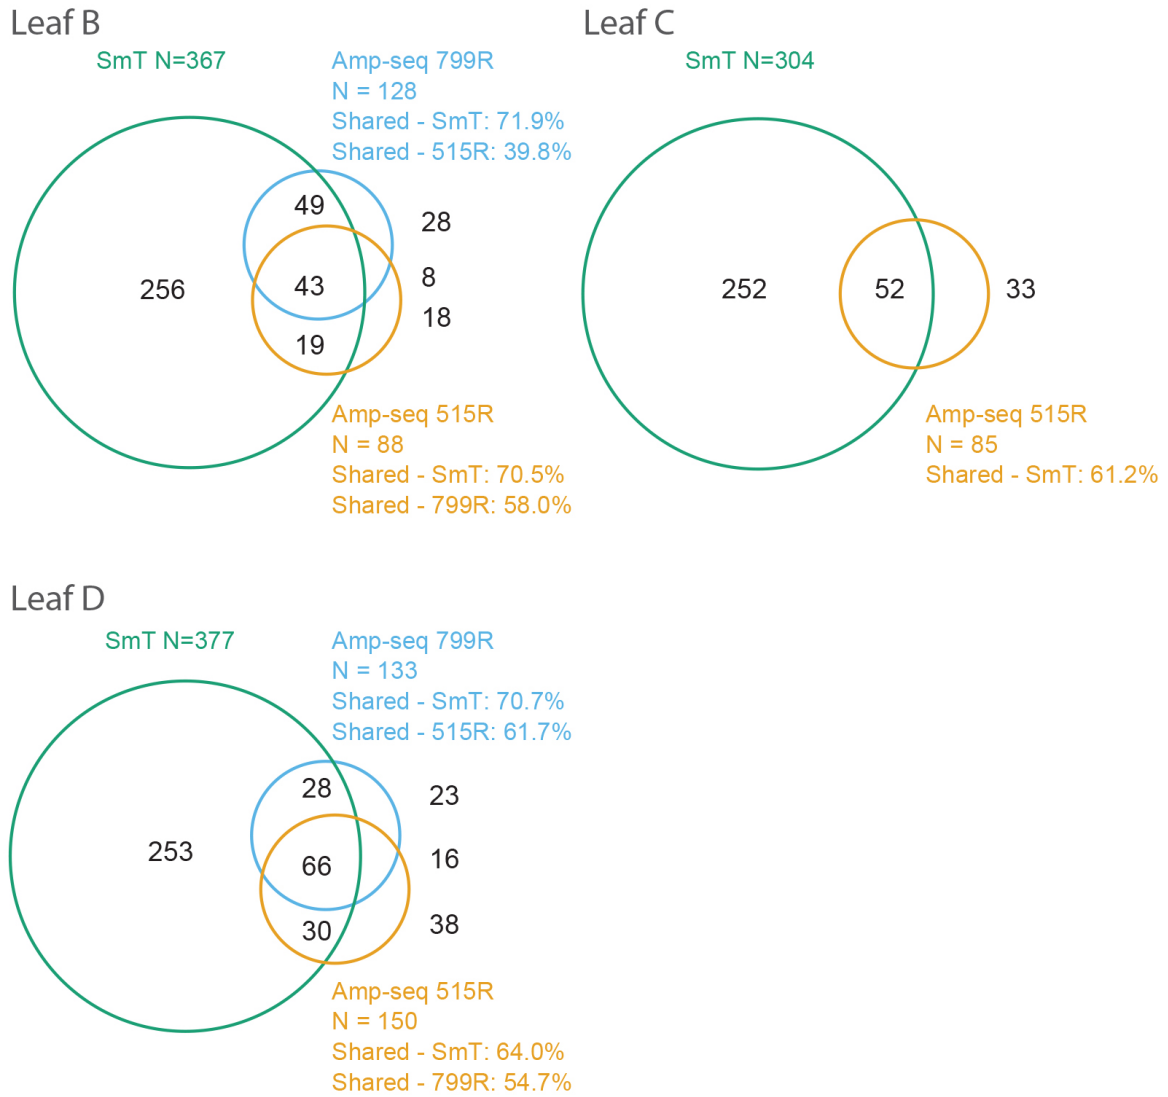 Leaf B
SmT N=367
Amp-seq 799R
N = 128
Shared - SmT: 71.9%
Shared - 515R: 39.8%
49
28
256
43
8
18
19
Amp-seq 515R
N = 88
Shared - SmT: 70.5%
Shared - 799R: 58.0%
Leaf C
SmT N=304
252
52
33
Amp-seq 515R
N = 85
Shared - SmT: 61.2%
Leaf D
SmT N=377
Amp-seq 799R
N = 133
Shared - SmT: 70.7%
Shared - 515R: 61.7%
28
23
253
66
16
30
38
Amp-seq 515R
N = 150
Shared - SmT: 64.0%
Shared - 799R: 54.7%